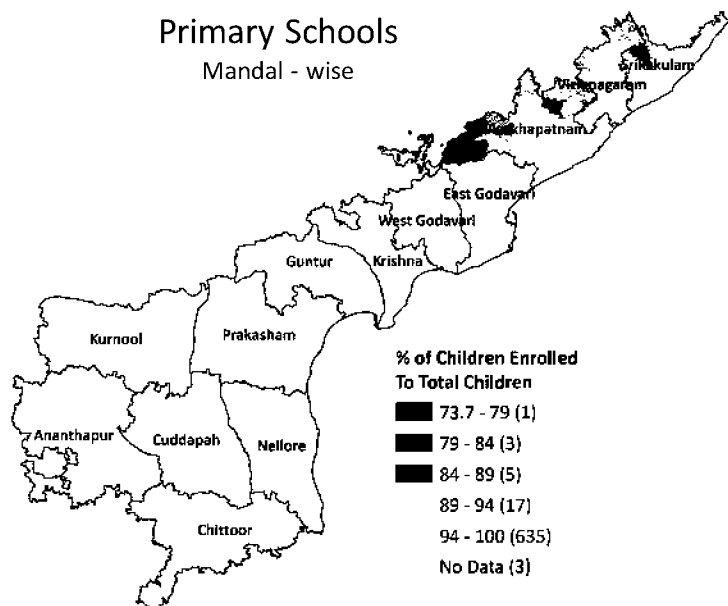 Primary Schools
Mandal - wise
Srikakulam
Vizianagaram
Visakhapatnam
East Godavari
West Godavari
Krishna
Guntur
Prakasham
Kurnool
Ananthapur
Cuddapah
Nellore
Chittoor
% of Children Enrolled
To Total Children
73.7 - 79 (1)
79 - 84 (3)
84 - 89 (5)
89 - 94 (17)
94 - 100 (635)
No Data (3)